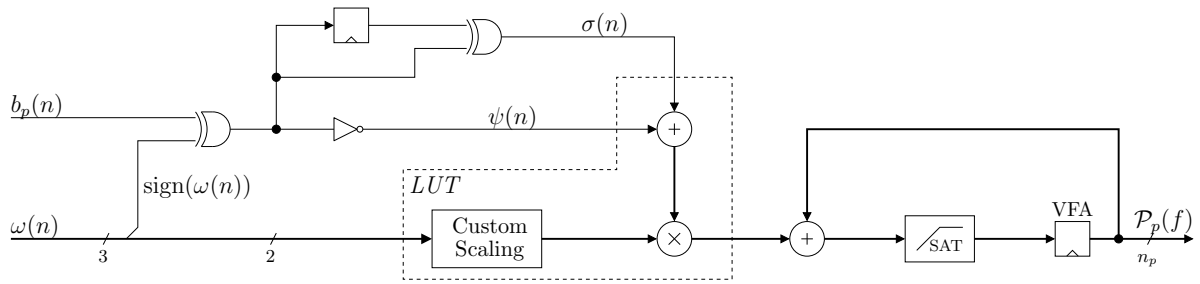 σ(n)
b_p(n)
ψ(n)
+
sign(ω(n))
LUT
ω(n)
3
2
Custom
Scaling
×
+
SAT
VFA
𝒫_p(f)
n_p